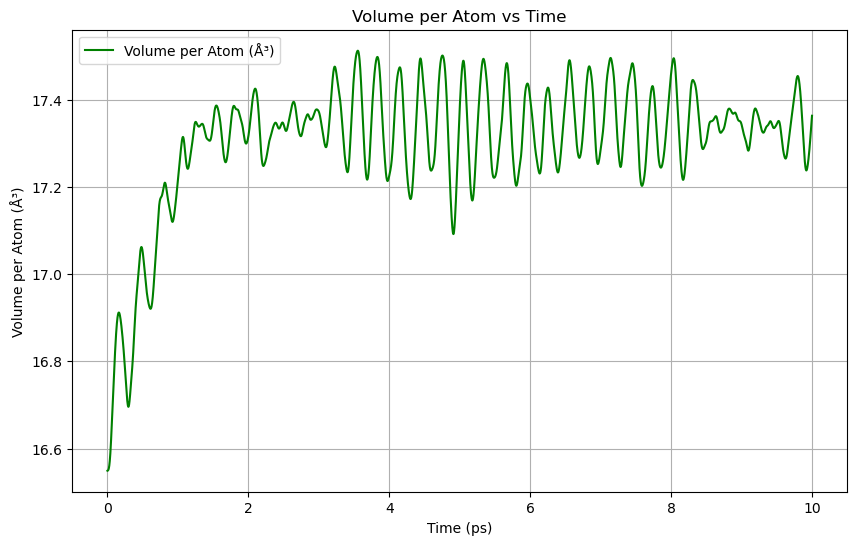 Volume per Atom vs Time
Volume per Atom (Å³)
Volume per Atom (Å³)
17.4
17.2
17.0
16.8
16.6
0 2 4 6 8 10
Time (ps)